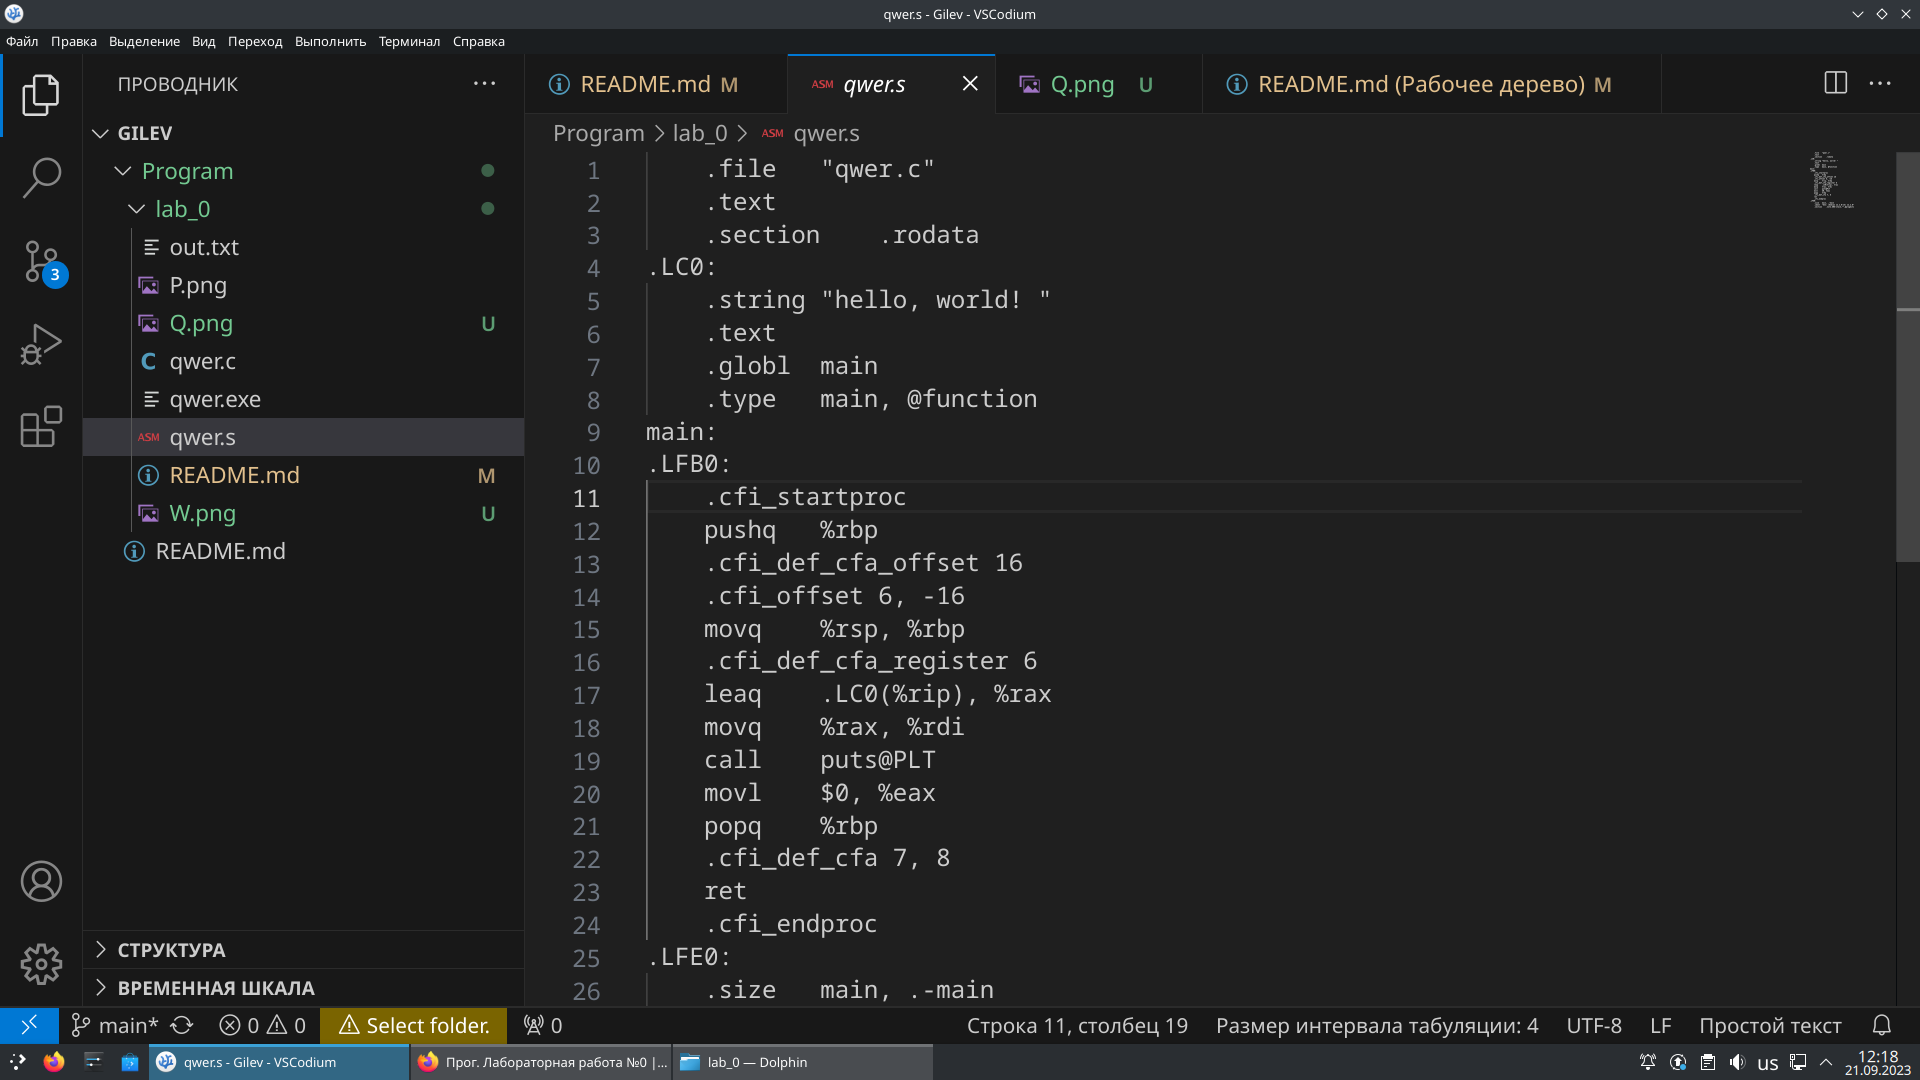 qwer.s - Gilev - VSCodium
Файл Правка Выделение Вид Переход Выполнить Терминал Справка
ПРОВОДНИК
GILEV
Program
lab_0
out.txt
P.png
Q.png U
qwer.c
qwer.exe
ASM qwer.s
README.md M
W.png U
README.md
СТРУКТУРА
ВРЕМЕННАЯ ШКАЛА
3
README.md M
ASM qwer.s
Q.png U
README.md (Рабочее дерево) M
Program > lab_0 > ASM qwer.s
1 .file "qwer.c"
2 .text
3 .section .rodata
4 .LC0:
5 .string "hello, world! "
6 .text
7 .globl main
8 .type main, @function
9 main:
10 .LFB0:
11 .cfi_startproc
12 pushq %rbp
13 .cfi_def_cfa_offset 16
14 .cfi_offset 6, -16
15 movq %rsp, %rbp
16 .cfi_def_cfa_register 6
17 leaq .LC0(%rip), %rax
18 movq %rax, %rdi
19 call puts@PLT
20 movl $0, %eax
21 popq %rbp
22 .cfi_def_cfa 7, 8
23 ret
24 .cfi_endproc
25 .LFE0:
26 .size main, .-main
main* 0 0 Select folder. 0 Строка 11, столбец 19 Размер интервала табуляции: 4 UTF-8 LF Простой текст
qwer.s - Gilev - VSCodium
Прог. Лабораторная работа №0 |...
lab_0 — Dolphin
us
12:18
21.09.2023